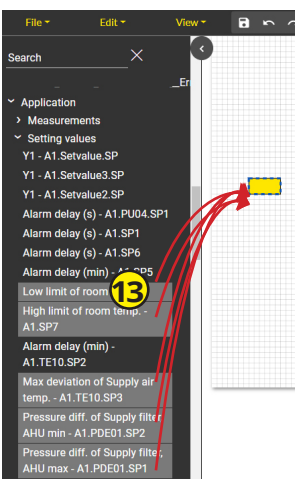 File Edit View
Search
__Er
Application
Measurements
Setting values
Y1 - A1.Setvalue.SP
Y1 - A1.Setvalue3.SP
Y1 - A1.Setvalue2.SP
Alarm delay (s) - A1.PU04.SP1
Alarm delay (s) - A1.SP1
Alarm delay (s) - A1.SP6
Alarm delay (min) - A1.SP5
Low limit of room
13
High limit of room temp. -
A1.SP7
Alarm delay (min) -
A1.TE10.SP2
Max deviation of Supply air
temp. - A1.TE10.SP3
Pressure diff. of Supply filter,
AHU min - A1.PDE01.SP2
Pressure diff. of Supply filter,
AHU max - A1.PDE01.SP1